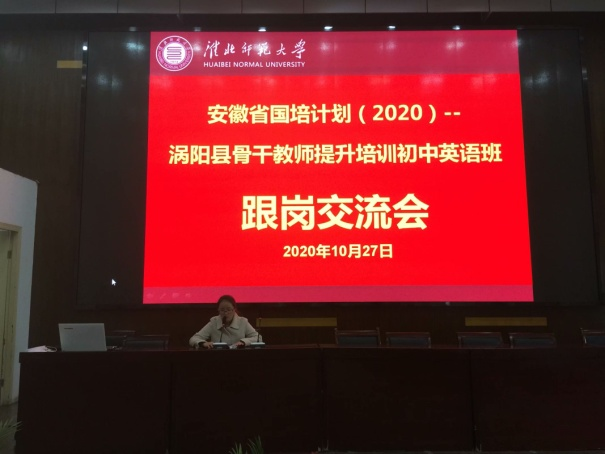 淮北师范大学
HUAIBEI NORMAL UNIVERSITY
安徽省国培计划（2020）--
涡阳县骨干教师提升培训初中英语班
跟岗交流会
2020年10月27日